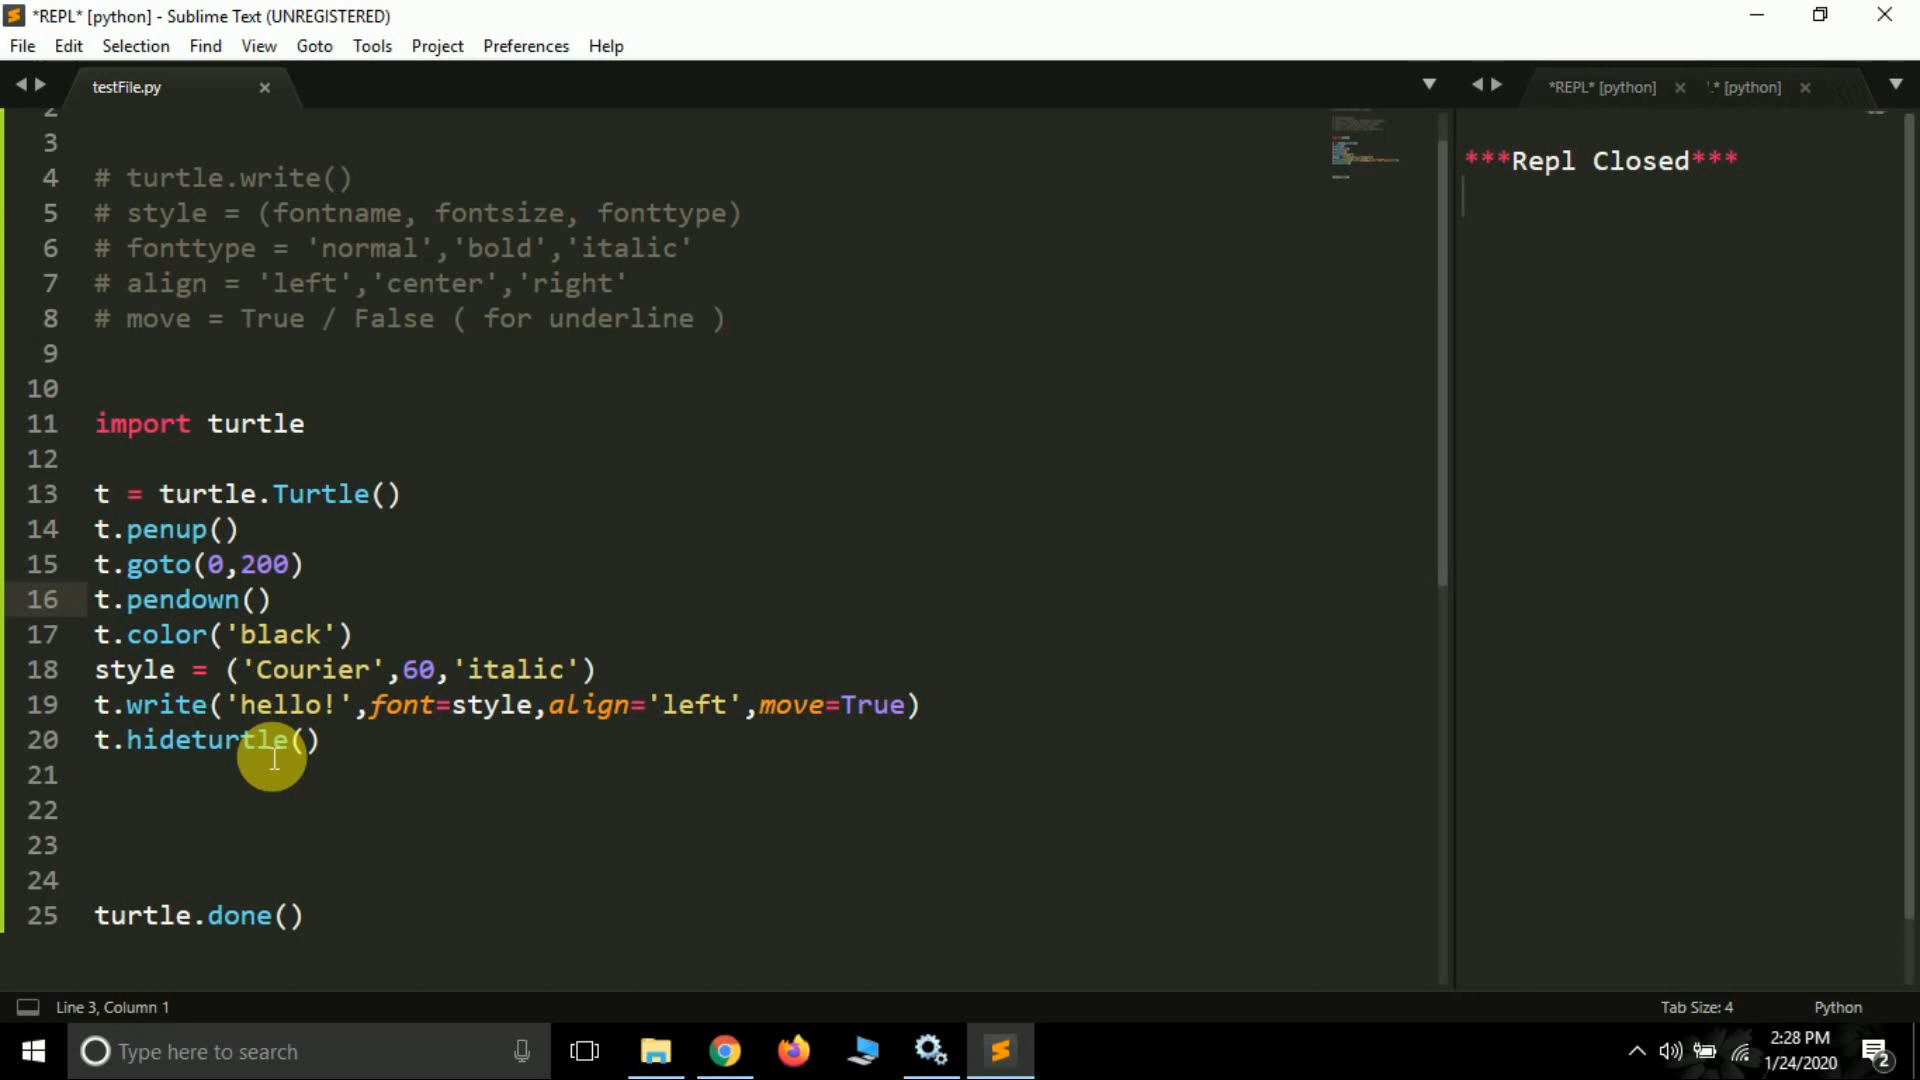 *REPL* [python] - Sublime Text (UNREGISTERED)
File Edit Selection Find View Goto Tools Project Preferences Help
testFile.py
*REPL* [python]
[python]
2
3
4 # turtle.write()
5 # style = (fontname, fontsize, fonttype)
6 # fonttype = 'normal','bold','italic'
7 # align = 'left','center','right'
8 # move = True / False ( for underline )
9
10
11 import turtle
12
13 t = turtle.Turtle()
14 t.penup()
15 t.goto(0,200)
16 t.pendown()
17 t.color('black')
18 style = ('Courier',60,'italic')
19 t.write('hello!',font=style,align='left',move=True)
20 t.hideturtle()
21
22
23
24
25 turtle.done()
***Repl Closed***
Line 3, Column 1
Tab Size: 4
Python
Type here to search
2:28 PM
1/24/2020
2